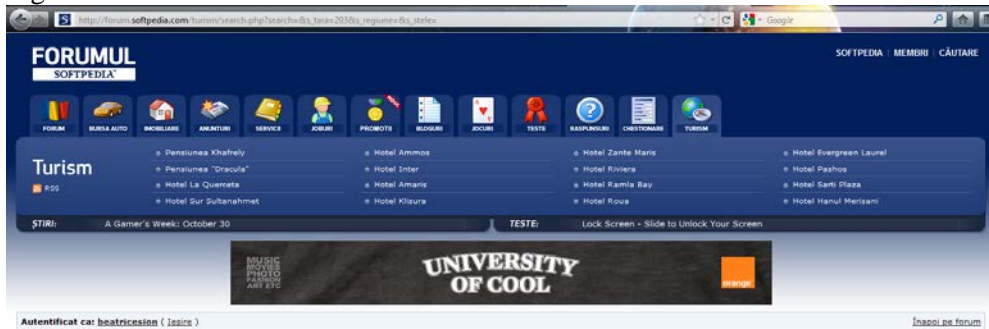 http://forum.softpedia.com/turism/search.php?search=&s_tara=203&s_regiune=&s_stele=
Google
FORUMUL
SOFTPEDIA
SOFTPEDIA | MEMBRI | CĂUTARE
FORUM BURSA AUTO IMOBILIARE ANUNTURI SERVICE JOBURI PROMOTII BLOGURI JOCURI TESTE RASPUNSURI CHESTIONARE TURISM
Turism
RSS
Pensiunea Khafrely
Pensiunea "Dracula"
Hotel La Querceta
Hotel Sur Sultanahmet
Hotel Ammos
Hotel Inter
Hotel Amaris
Hotel Klisura
Hotel Zante Maris
Hotel Riviera
Hotel Ramla Bay
Hotel Roua
Hotel Evergreen Laurel
Hotel Paphos
Hotel Sarti Plaza
Hotel Hanul Merisani
ŞTIRI: A Gamer's Week: October 30
TESTE: Lock Screen - Slide to Unlock Your Screen
MUSIC
MOVIES
PHOTO
FASHION
ART ETC
UNIVERSITY
OF COOL
orange
Autentificat ca: beatricesion ( Ieşire )
Înapoi pe forum